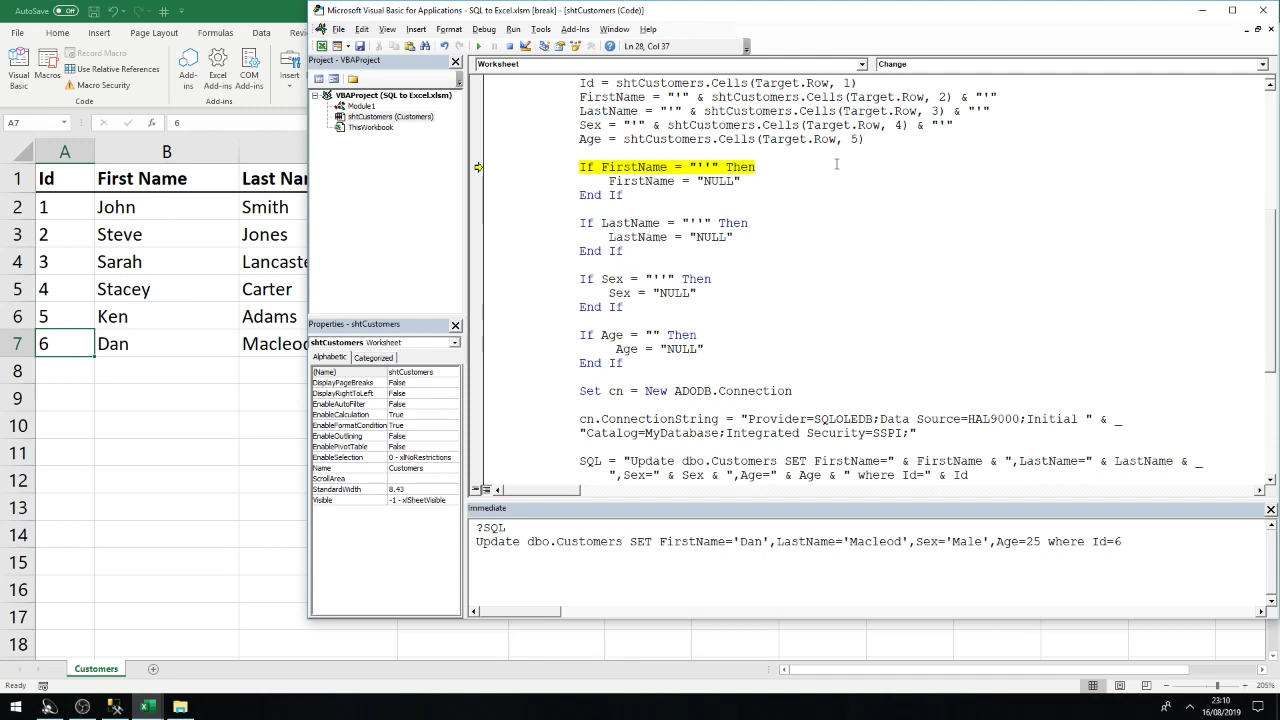 AutoSave Off
Microsoft Visual Basic for Applications - SQL to Excel.xlsm [break] - [shtCustomers (Code)]
File Home Insert Page Layout Formulas Data
File Edit View Insert Format Debug Run Tools Add-Ins Window Help
Ln 28, Col 37
Visual Basic
Macros
Record Macro
Use Relative References
Macro Security
Code
Add-ins
Excel Add-ins
COM Add-ins
Add-ins
Insert
A7
6
A B
1 Id First Name Last Na
2 1 John Smith
3 2 Steve Jones
4 3 Sarah Lancaste
5 4 Stacey Carter
6 5 Ken Adams
7 6 Dan Macleod
8
9
10
11
12
13
14
15
16
17
18
Project - VBAProject
VBAProject (SQL to Excel.xlsm)
Module1
shtCustomers (Customers)
ThisWorkbook
Properties - shtCustomers
shtCustomers Worksheet
Alphabetic Categorized
(Name) shtCustomers
DisplayPageBreaks False
DisplayRightToLeft False
EnableAutoFilter False
EnableCalculation True
EnableFormatCondition True
EnableOutlining False
EnablePivotTable False
EnableSelection 0 - xlNoRestrictions
Name Customers
ScrollArea
StandardWidth 8.43
Visible -1 - xlSheetVisible
Worksheet Change
Id = shtCustomers.Cells(Target.Row, 1)
FirstName = "'" & shtCustomers.Cells(Target.Row, 2) & "'"
LastName = "'" & shtCustomers.Cells(Target.Row, 3) & "'"
Sex = "'" & shtCustomers.Cells(Target.Row, 4) & "'"
Age = shtCustomers.Cells(Target.Row, 5)
If FirstName = "''" Then
FirstName = "NULL"
End If
If LastName = "''" Then
LastName = "NULL"
End If
If Sex = "''" Then
Sex = "NULL"
End If
If Age = "" Then
Age = "NULL"
End If
Set cn = New ADODB.Connection
cn.ConnectionString = "Provider=SQLOLEDB;Data Source=HAL9000;Initial " & _
"Catalog=MyDatabase;Integrated Security=SSPI;"
SQL = "Update dbo.Customers SET FirstName=" & FirstName & ",LastName=" & LastName & _
",Sex=" & Sex & ",Age=" & Age & " where Id=" & Id
Immediate
?SQL
Update dbo.Customers SET FirstName='Dan',LastName='Macleod',Sex='Male',Age=25 where Id=6
Customers
Ready
205%
23:10
16/08/2019